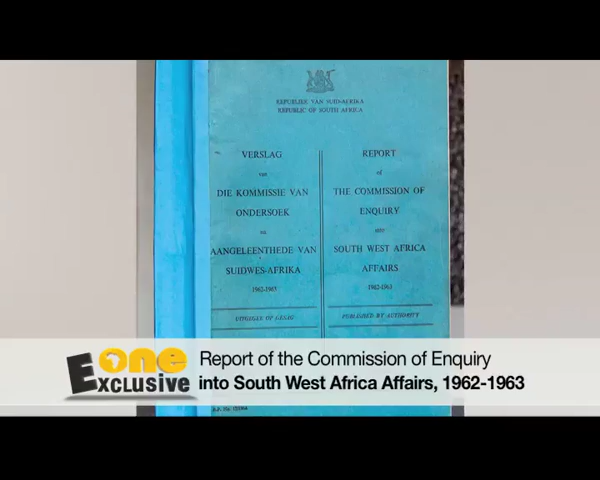 REPUBLIEK VAN SUID-AFRIKA
REPUBLIC OF SOUTH AFRICA
VERSLAG
van
DIE KOMMISSIE VAN
ONDERSOEK
na
AANGELEENTHEDE VAN
SUIDWES-AFRIKA
1962-1963
UITGEGEE OP GESAG
REPORT
of
THE COMMISSION OF
ENQUIRY
into
SOUTH WEST AFRICA
AFFAIRS
1962-1963
PUBLISHED BY AUTHORITY
one
Exclusive
Report of the Commission of Enquiry
into South West Africa Affairs, 1962-1963